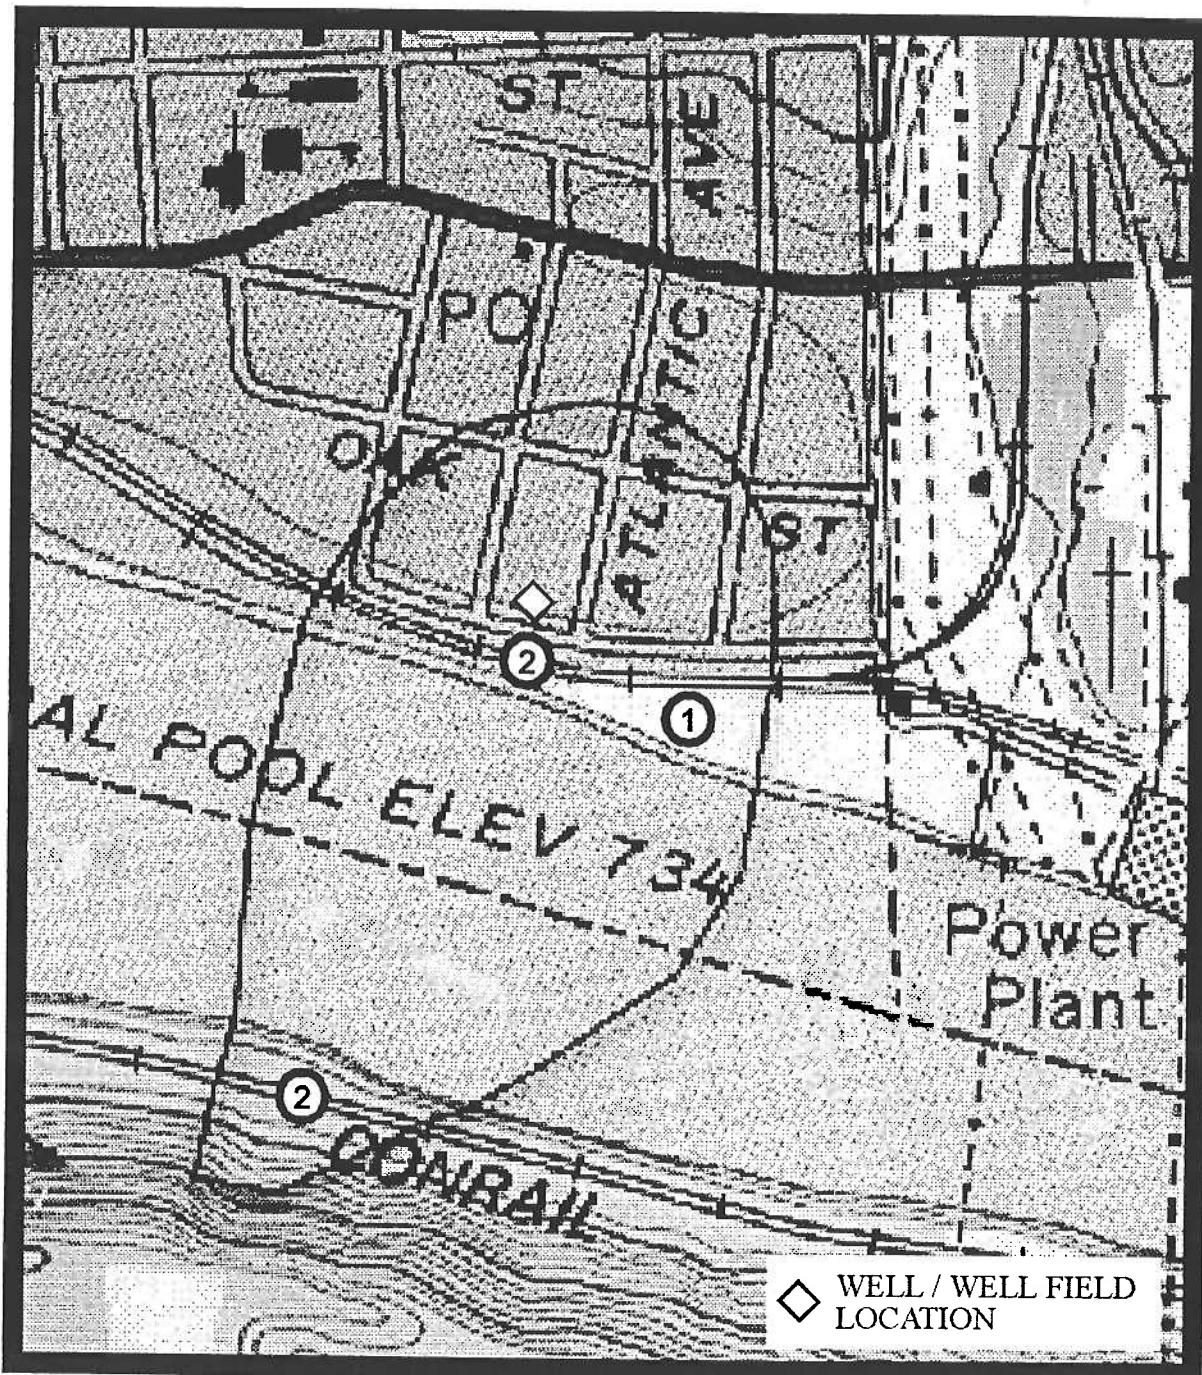 ST
AVE
PO
ATLANTIC
ST
2
1
AL POOL ELEV 734
Power
Plant
2
CONRAIL
WELL / WELL FIELD
LOCATION